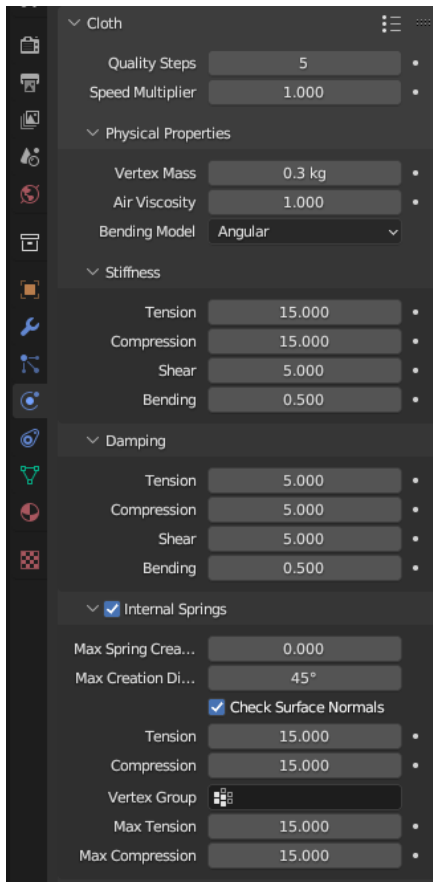 Cloth
Quality Steps 5
Speed Multiplier 1.000
Physical Properties
Vertex Mass 0.3 kg
Air Viscosity 1.000
Bending Model Angular
Stiffness
Tension 15.000
Compression 15.000
Shear 5.000
Bending 0.500
Damping
Tension 5.000
Compression 5.000
Shear 5.000
Bending 0.500
Internal Springs
Max Spring Crea... 0.000
Max Creation Di... 45°
Check Surface Normals
Tension 15.000
Compression 15.000
Vertex Group
Max Tension 15.000
Max Compression 15.000